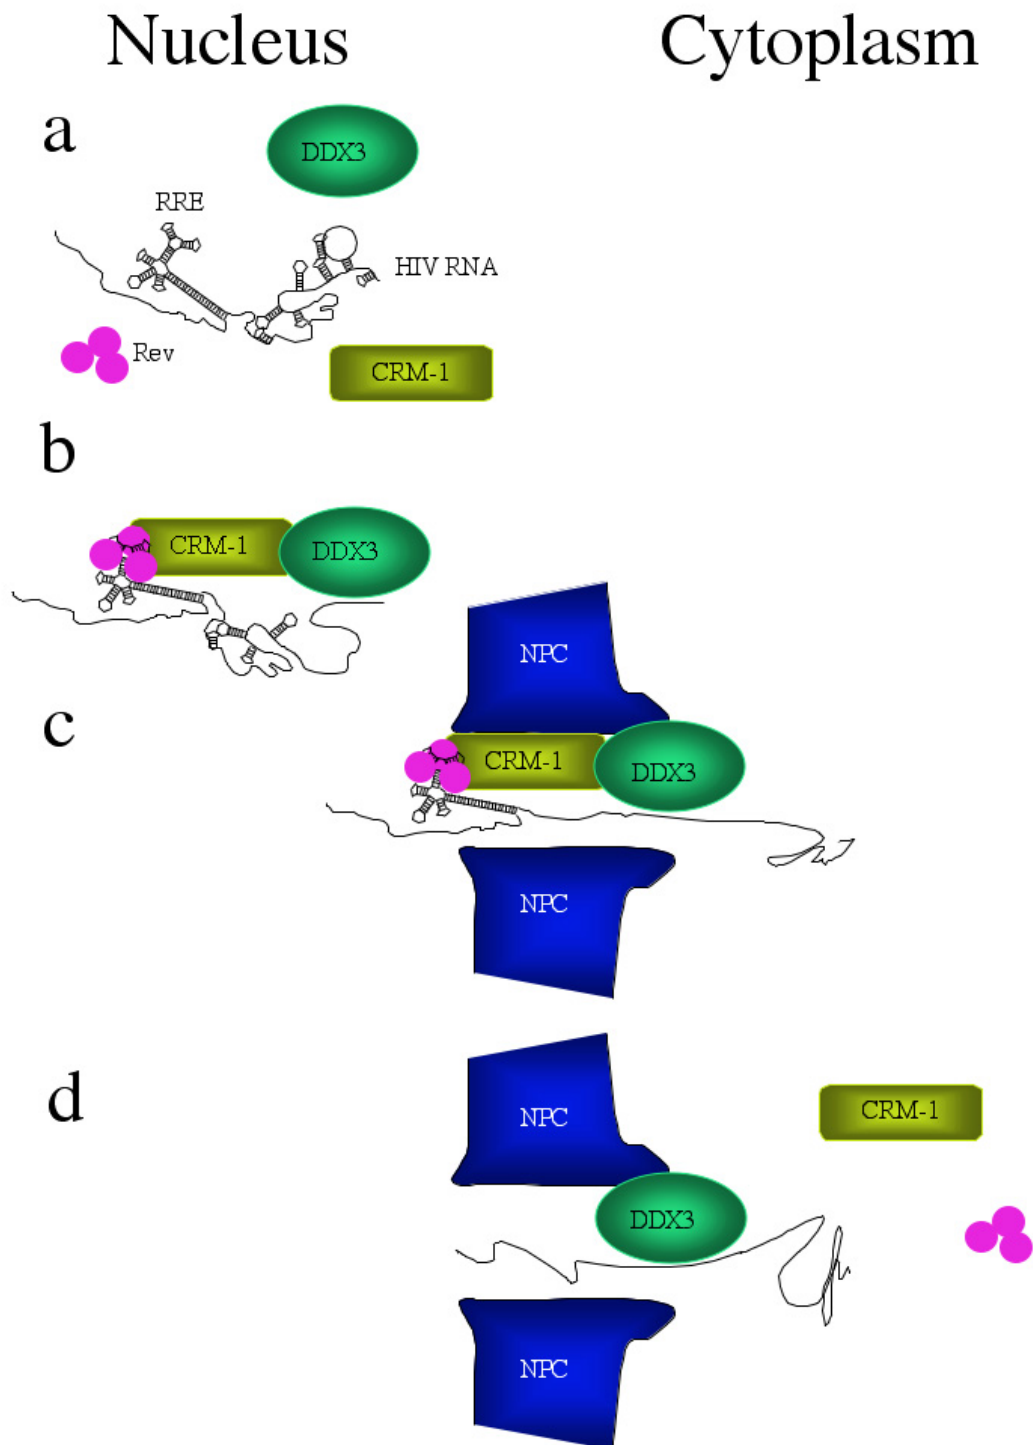 Nucleus
Cytoplasm
a
DDX3
RRE
HIV RNA
Rev
CRM-1
b
CRM-1
DDX3
NPC
c
CRM-1
DDX3
NPC
d
NPC
CRM-1
DDX3
NPC